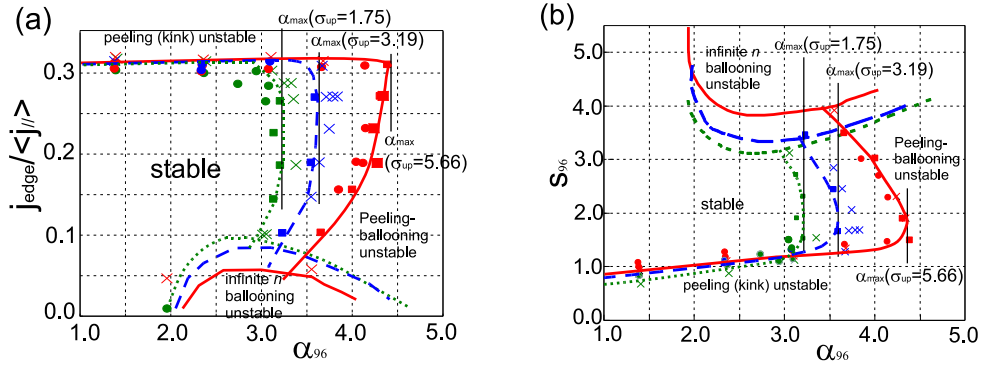 (a)
peeling (kink) unstable
αmax(σup=1.75)
αmax(σup=3.19)
αmax
(σup=5.66)
stable
Peeling-
ballooning
unstable
infinite n
ballooning
unstable
jedge/<j//>
0.3
0.2
0.1
0.0
1.0 2.0 3.0 4.0 5.0
α96
(b)
infinite n
ballooning
unstable
αmax(σup=1.75)
αmax(σup=3.19)
Peeling-
ballooning
unstable
stable
peeling (kink) unstable
αmax(σup=5.66)
s96
5.0
4.0
3.0
2.0
1.0
0.0
1.0 2.0 3.0 4.0 5.0
α96